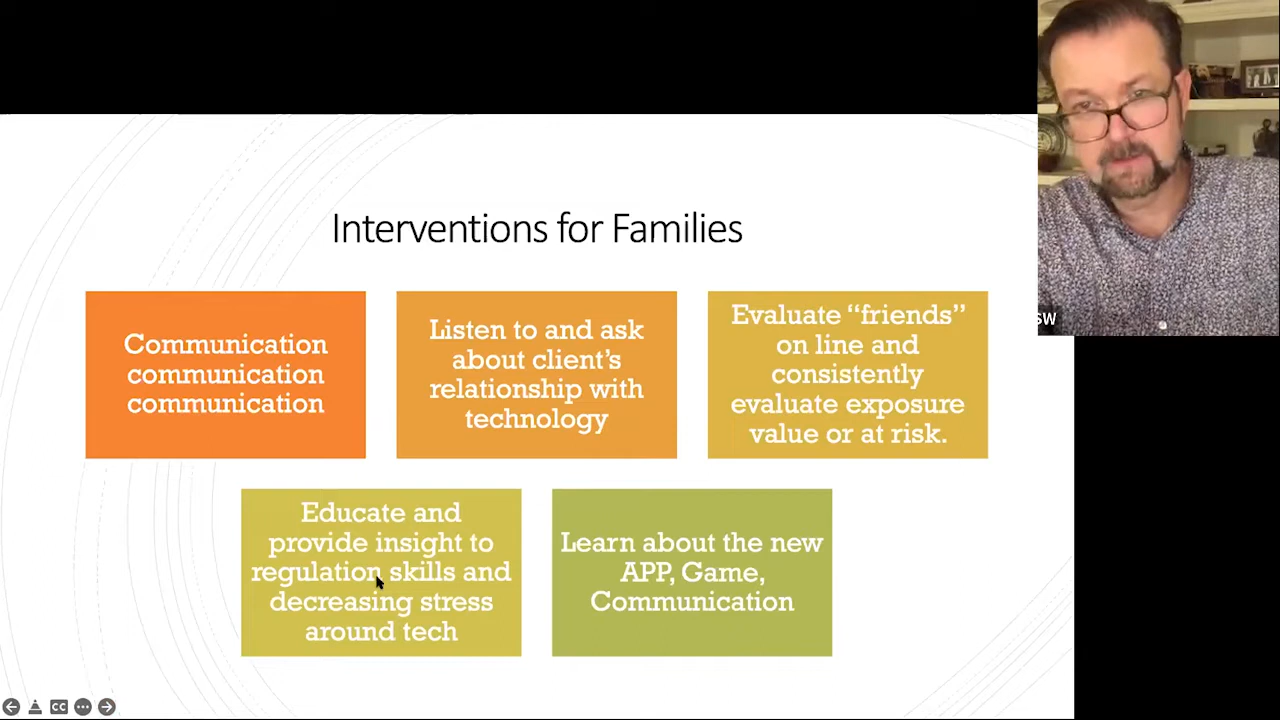 Interventions for Families
Communication
communication
communication
Listen to and ask
about client's
relationship with
technology
Evaluate “friends”
on line and
consistently
evaluate exposure
value or at risk.
Educate and
provide insight to
regulation skills and
decreasing stress
around tech
Learn about the new
APP, Game,
Communication
SW
CC